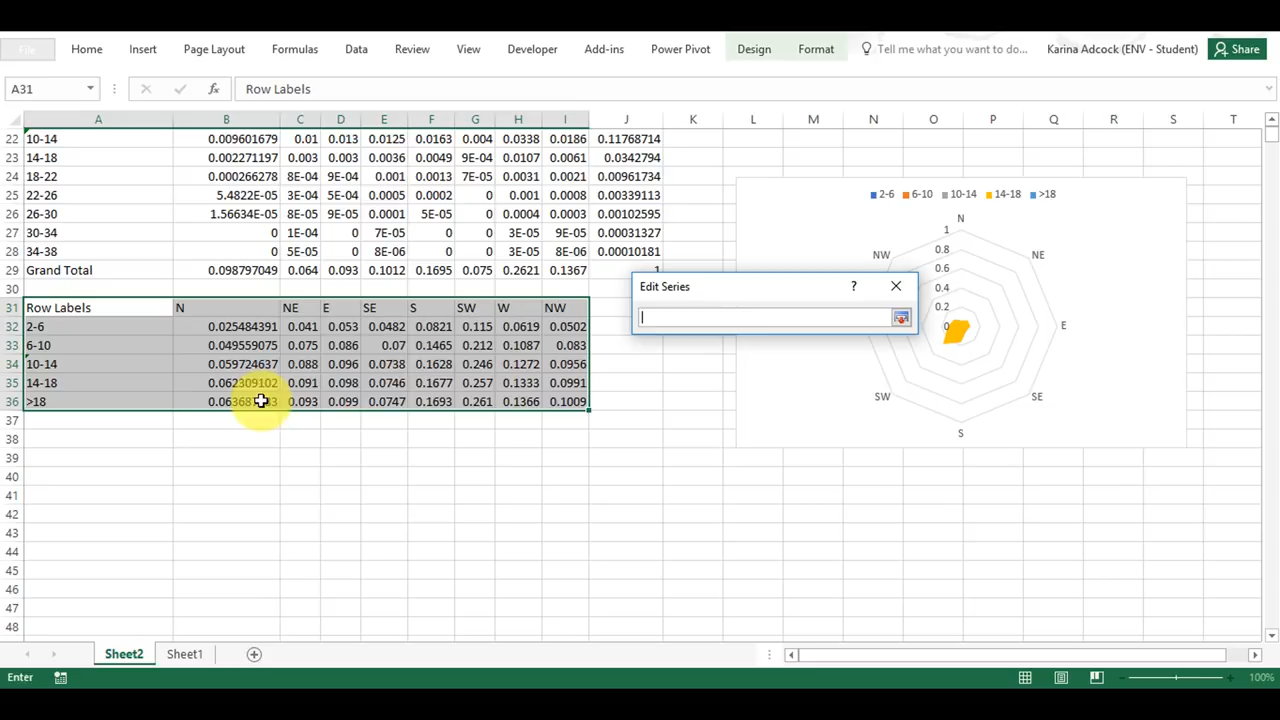 File Home Insert Page Layout Formulas Data Review View Developer Add-ins Power Pivot Design Format Tell me what you want to do... Karina Adcock (ENV - Student) Share
A31 fx Row Labels
A B C D E F G H I J K L M N O P Q R S T
22 10-14 0.009601679 0.01 0.013 0.0125 0.0163 0.004 0.0338 0.0186 0.11768714
23 14-18 0.002271197 0.003 0.003 0.0036 0.0049 9E-04 0.0107 0.0061 0.0342794
24 18-22 0.000266278 8E-04 9E-04 0.001 0.0013 7E-05 0.0031 0.0021 0.00961734
25 22-26 5.4822E-05 3E-04 5E-04 0.0005 0.0002 0 0.001 0.0008 0.00339113
26 26-30 1.56634E-05 8E-05 9E-05 0.0001 5E-05 0 0.0004 0.0003 0.00102595
27 30-34 0 1E-04 0 7E-05 0 0 3E-05 9E-05 0.00031327
28 34-38 0 5E-05 0 8E-06 0 0 3E-05 8E-06 0.00010181
29 Grand Total 0.098797049 0.064 0.093 0.1012 0.1695 0.075 0.2621 0.1367 1
30
31 Row Labels N NE E SE S SW W NW
32 2-6 0.025484391 0.041 0.053 0.0482 0.0821 0.115 0.0619 0.0502
33 6-10 0.049559075 0.075 0.086 0.07 0.1465 0.212 0.1087 0.083
34 10-14 0.059724637 0.088 0.096 0.0738 0.1628 0.246 0.1272 0.0956
35 14-18 0.062309102 0.091 0.098 0.0746 0.1677 0.257 0.1333 0.0991
36 >18 0.093 0.099 0.0747 0.1693 0.261 0.1366 0.1009
37
38
39
40
41
42
43
44
45
46
47
48
2-6 6-10 10-14 14-18 >18
N
1
NW 0.8 NE
0.6
0.4
0.2
0 E
SW SE
S
Edit Series ?
Sheet2 Sheet1
Enter 100%